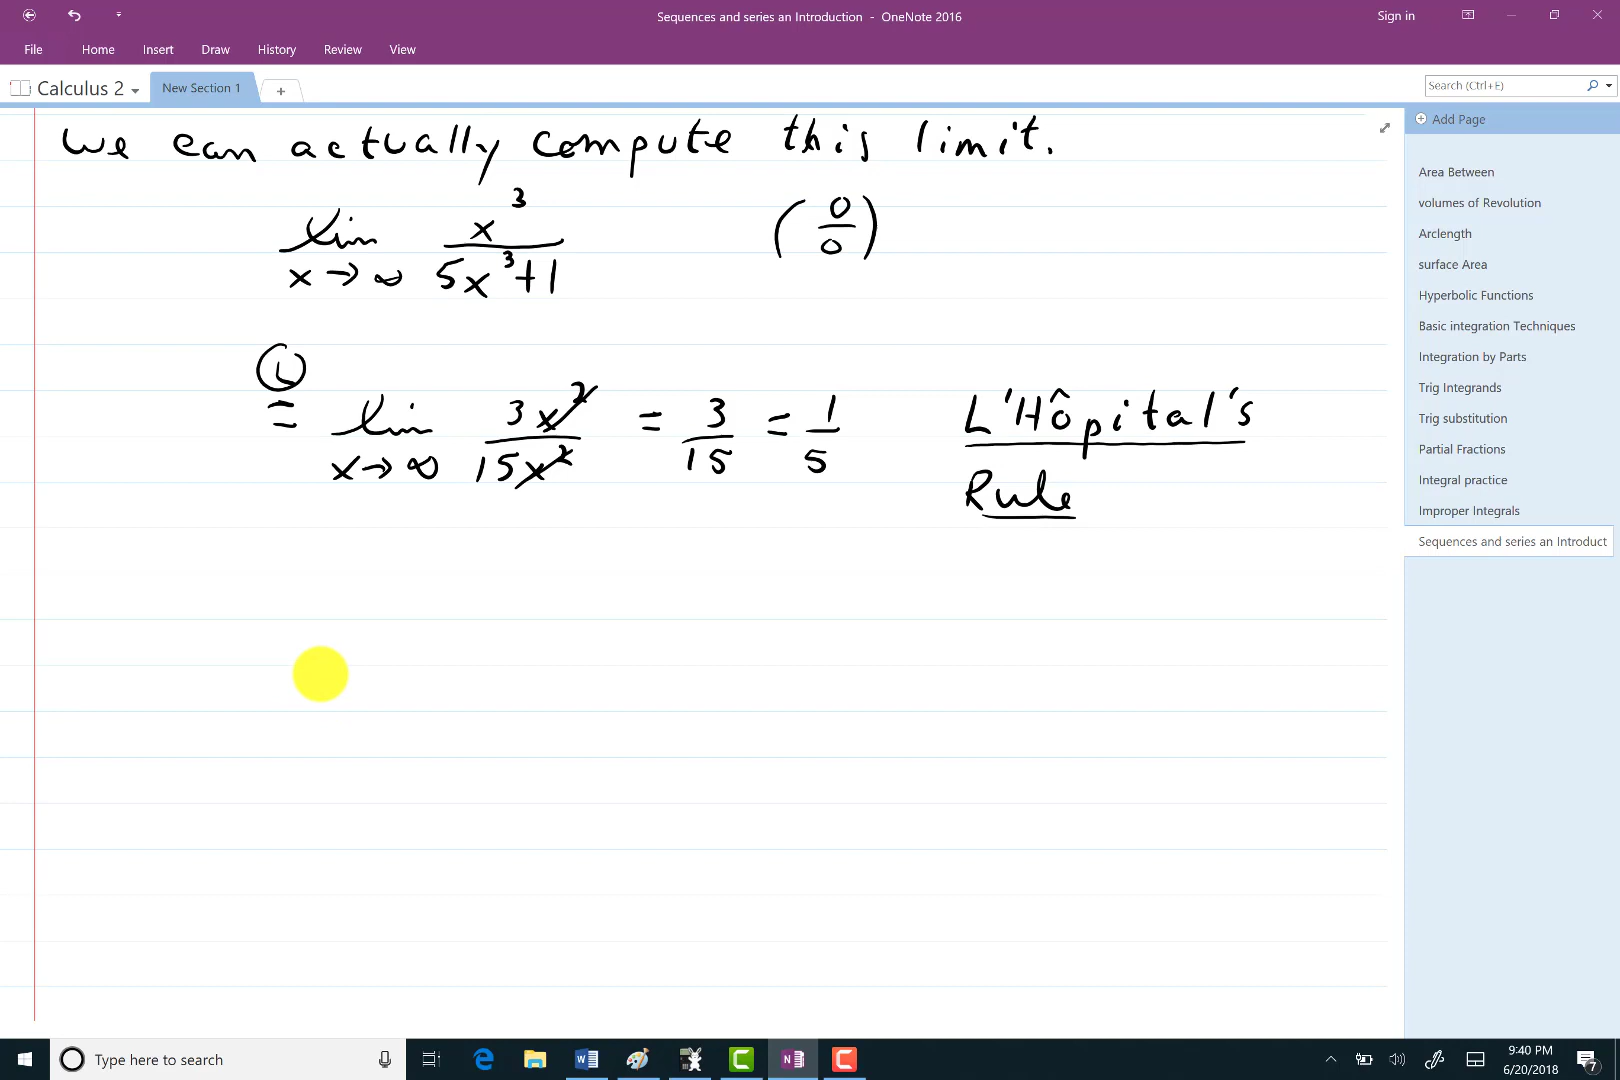 Sequences and series an Introduction - OneNote 2016
Sign in
File Home Insert Draw History Review View
Calculus 2
New Section 1
Search (Ctrl+E)
Add Page
we can actually compute this limit.
lim x→∞ x³/(5x³+1) (0/0)
Ⓛ
= lim x→∞ 3x²/15x² = 3/15 = 1/5
L'Hôpital's
Rule
Area Between
volumes of Revolution
Arclength
surface Area
Hyperbolic Functions
Basic integration Techniques
Integration by Parts
Trig Integrands
Trig substitution
Partial Fractions
Integral practice
Improper Integrals
Sequences and series an Introduct
Type here to search
9:40 PM
6/20/2018
7